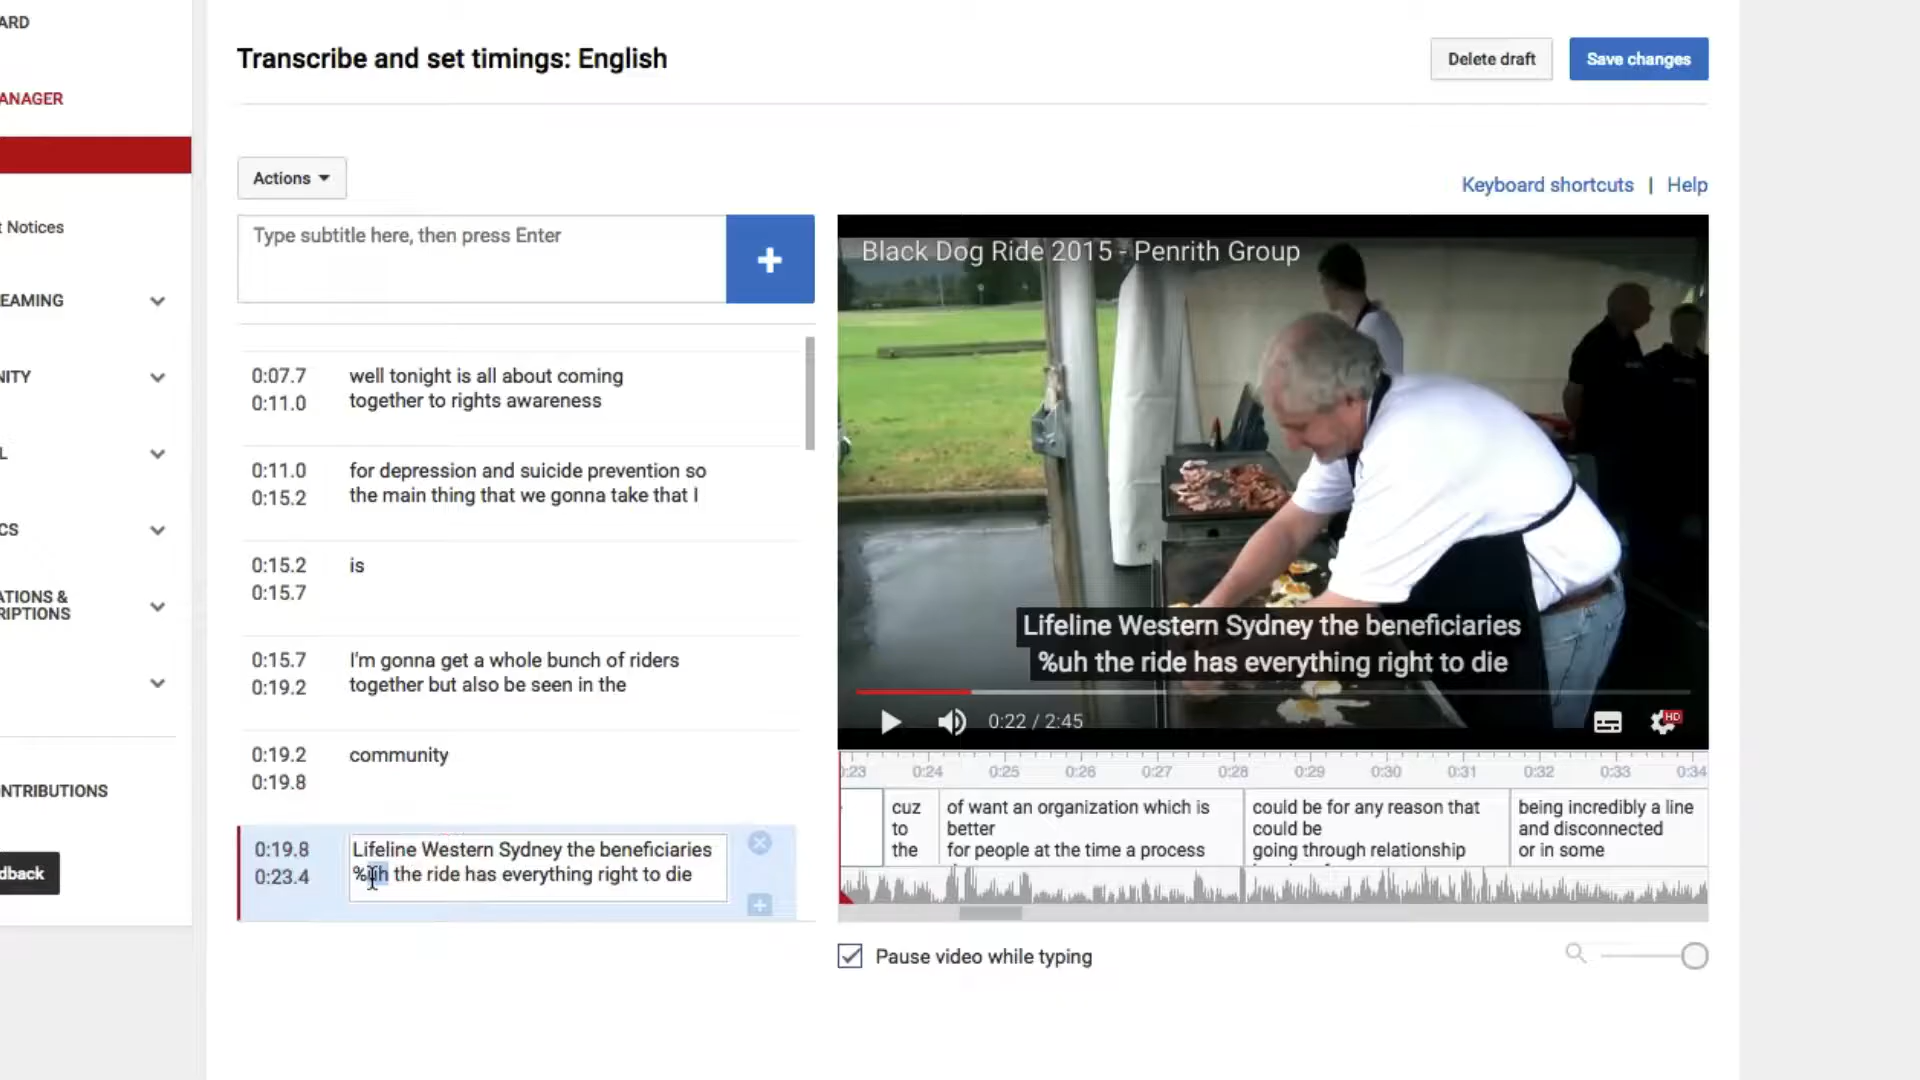 ARD
ANAGER
t Notices
EAMING
NITY
L
CS
ATIONS &
RIPTIONS
NTRIBUTIONS
dback
Transcribe and set timings: English
Delete draft
Save changes
Actions
Keyboard shortcuts | Help
Type subtitle here, then press Enter
+
0:07.7
0:11.0
well tonight is all about coming
together to rights awareness
0:11.0
0:15.2
for depression and suicide prevention so
the main thing that we gonna take that I
0:15.2
0:15.7
is
0:15.7
0:19.2
I'm gonna get a whole bunch of riders
together but also be seen in the
0:19.2
0:19.8
community
0:19.8
0:23.4
Lifeline Western Sydney the beneficiaries
%uh the ride has everything right to die
Black Dog Ride 2015 - Penrith Group
Lifeline Western Sydney the beneficiaries
%uh the ride has everything right to die
0:22 / 2:45
HD
0:23 0:24 0:25 0:26 0:27 0:28 0:29 0:30 0:31 0:32 0:33 0:34
cuz
to
the
of want an organization which is
better
for people at the time a process
could be for any reason that
could be
going through relationship
being incredibly a line
and disconnected
or in some
Pause video while typing